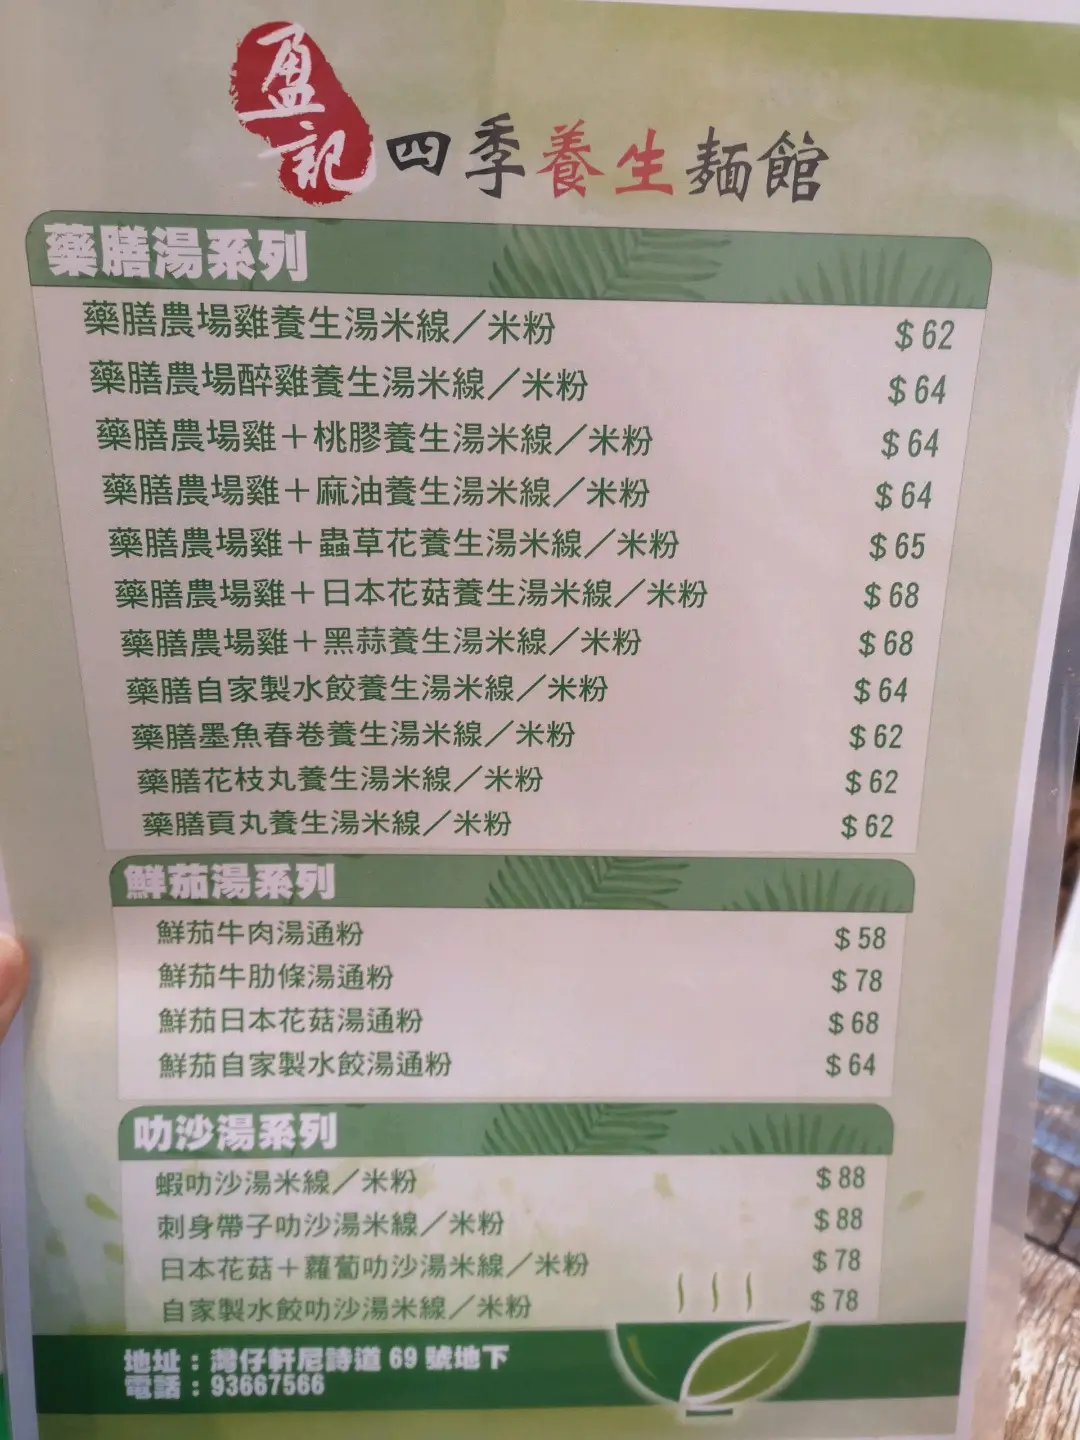 盈記
四季養生麵館
藥膳湯系列
藥膳農場雞養生湯米線／米粉 $62
藥膳農場醉雞養生湯米線／米粉 $64
藥膳農場雞＋桃膠養生湯米線／米粉 $64
藥膳農場雞＋麻油養生湯米線／米粉 $64
藥膳農場雞＋蟲草花養生湯米線／米粉 $65
藥膳農場雞＋日本花菇養生湯米線／米粉 $68
藥膳農場雞＋黑蒜養生湯米線／米粉 $68
藥膳自家製水餃養生湯米線／米粉 $64
藥膳墨魚春卷養生湯米線／米粉 $62
藥膳花枝丸養生湯米線／米粉 $62
藥膳貢丸養生湯米線／米粉 $62
鮮茄湯系列
鮮茄牛肉湯通粉 $58
鮮茄牛肋條湯通粉 $78
鮮茄日本花菇湯通粉 $68
鮮茄自家製水餃湯通粉 $64
叻沙湯系列
蝦叻沙湯米線／米粉 $88
刺身帶子叻沙湯米線／米粉 $88
日本花菇＋蘿蔔叻沙湯米線／米粉 $78
自家製水餃叻沙湯米線／米粉 $78
地址：灣仔軒尼詩道 69 號地下
電話：93667566